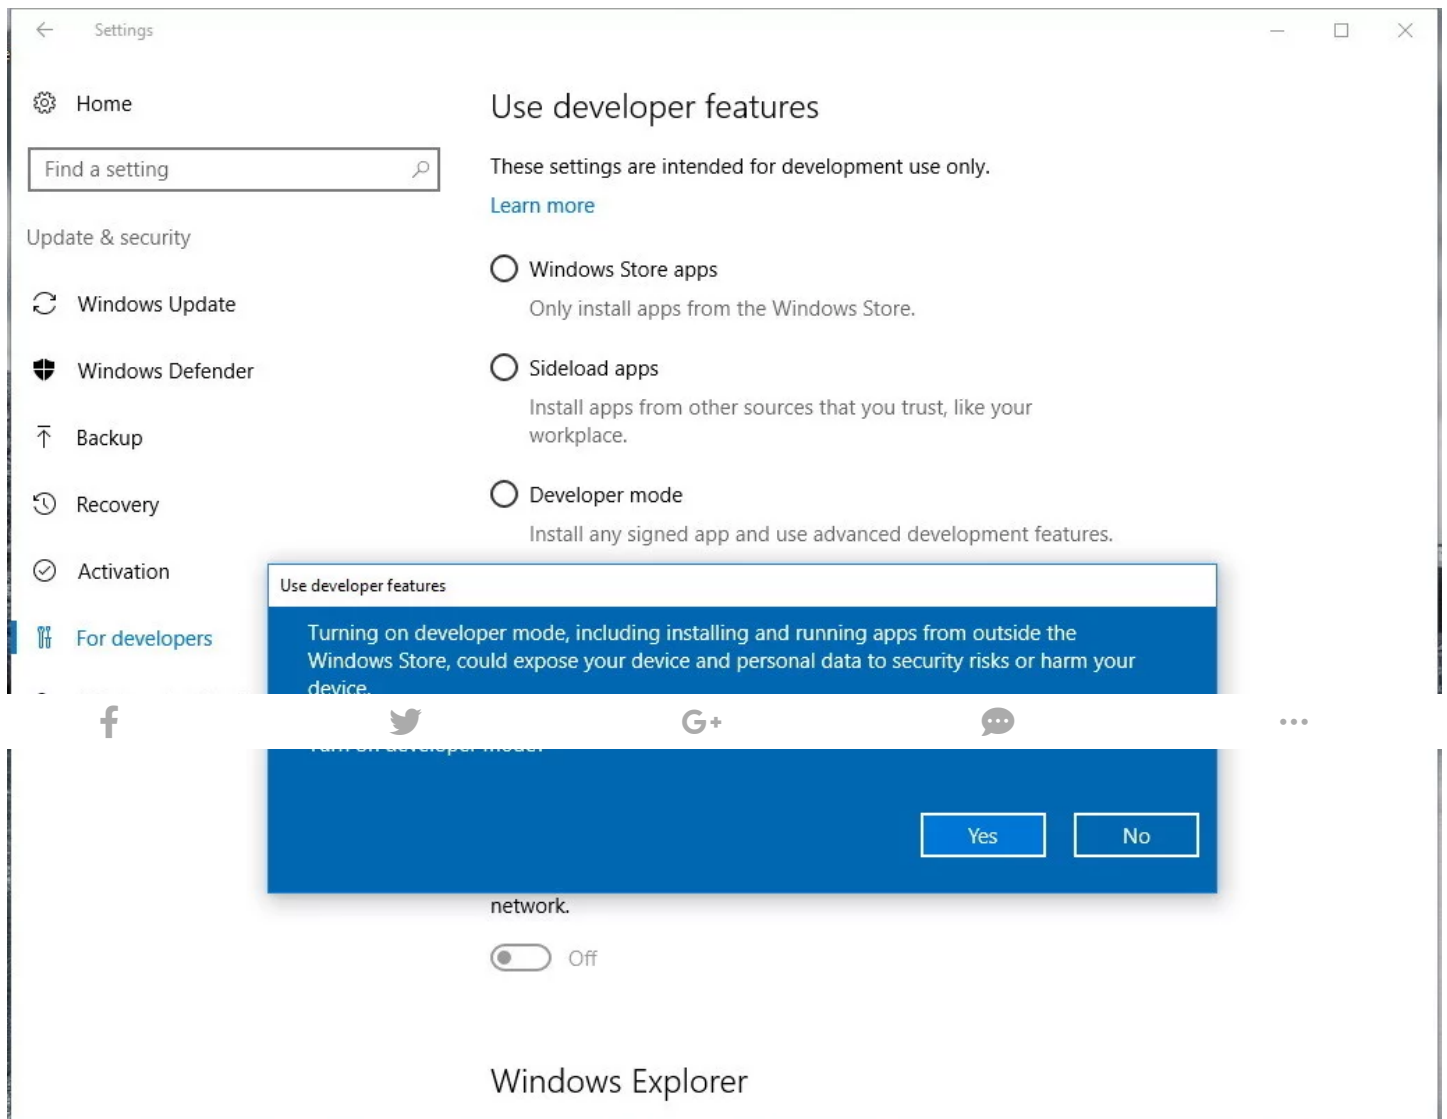 Settings
Home
Find a setting
Update & security
Windows Update
Windows Defender
Backup
Recovery
Activation
For developers
Use developer features
These settings are intended for development use only.
Learn more
Windows Store apps
Only install apps from the Windows Store.
Sideload apps
Install apps from other sources that you trust, like your
workplace.
Developer mode
Install any signed app and use advanced development features.
Use developer features
Turning on developer mode, including installing and running apps from outside the
Windows Store, could expose your device and personal data to security risks or harm your
device.
f
G+
Turn on developer mode?
Yes
No
network.
Off
Windows Explorer